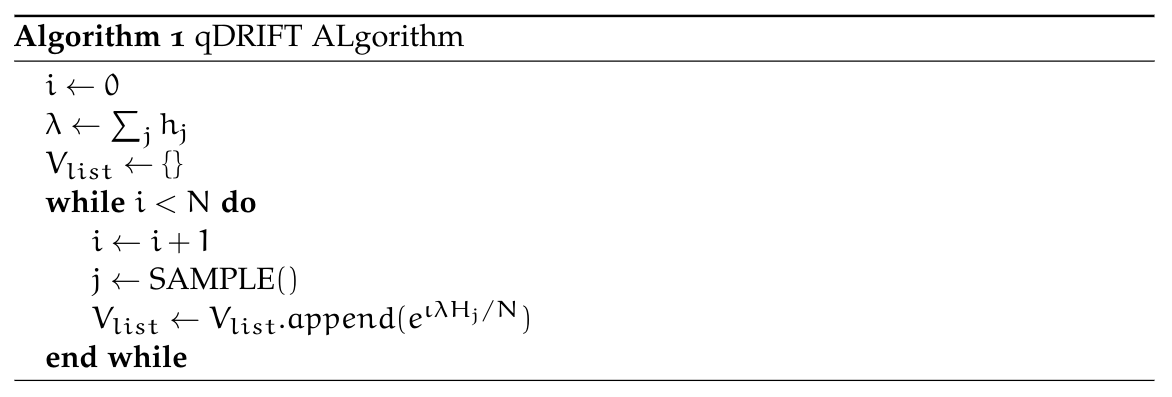 Algorithm 1 qDRIFT ALgorithm
i ← 0
λ ← ∑_j h_j
V_list ← {}
while i < N do
i ← i + 1
j ← SAMPLE()
V_list ← V_list.append(e^{ιλH_j/N})
end while